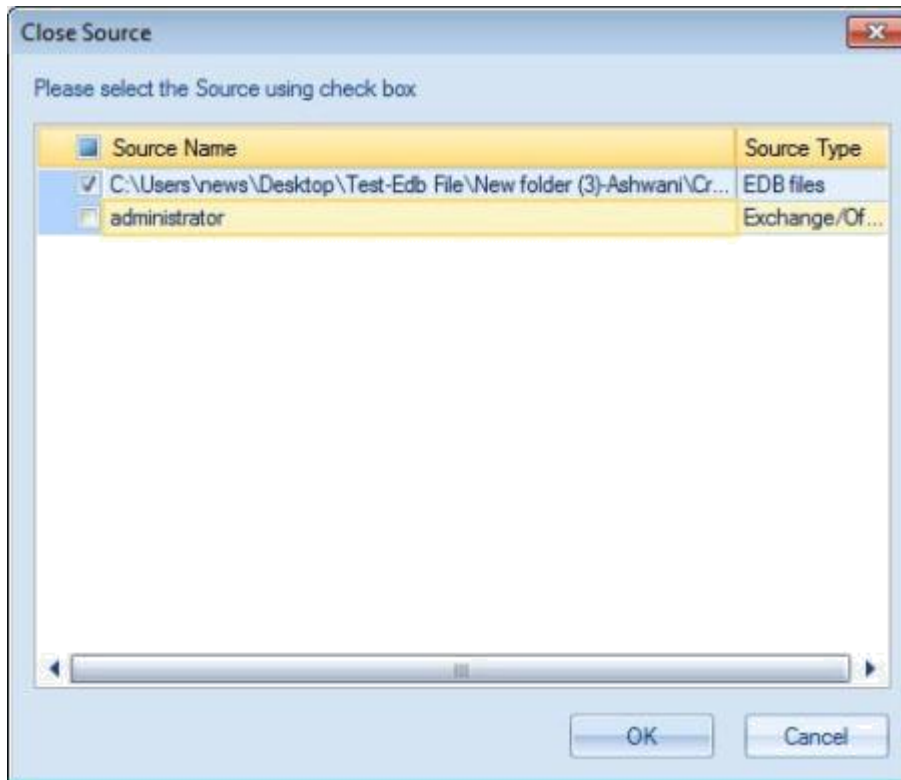 Close Source
Please select the Source using check box
Source Name Source Type
C:\Users\news\Desktop\Test-Edb File\New folder (3)-Ashwani\Cr... EDB files
administrator Exchange/Of...
OK Cancel